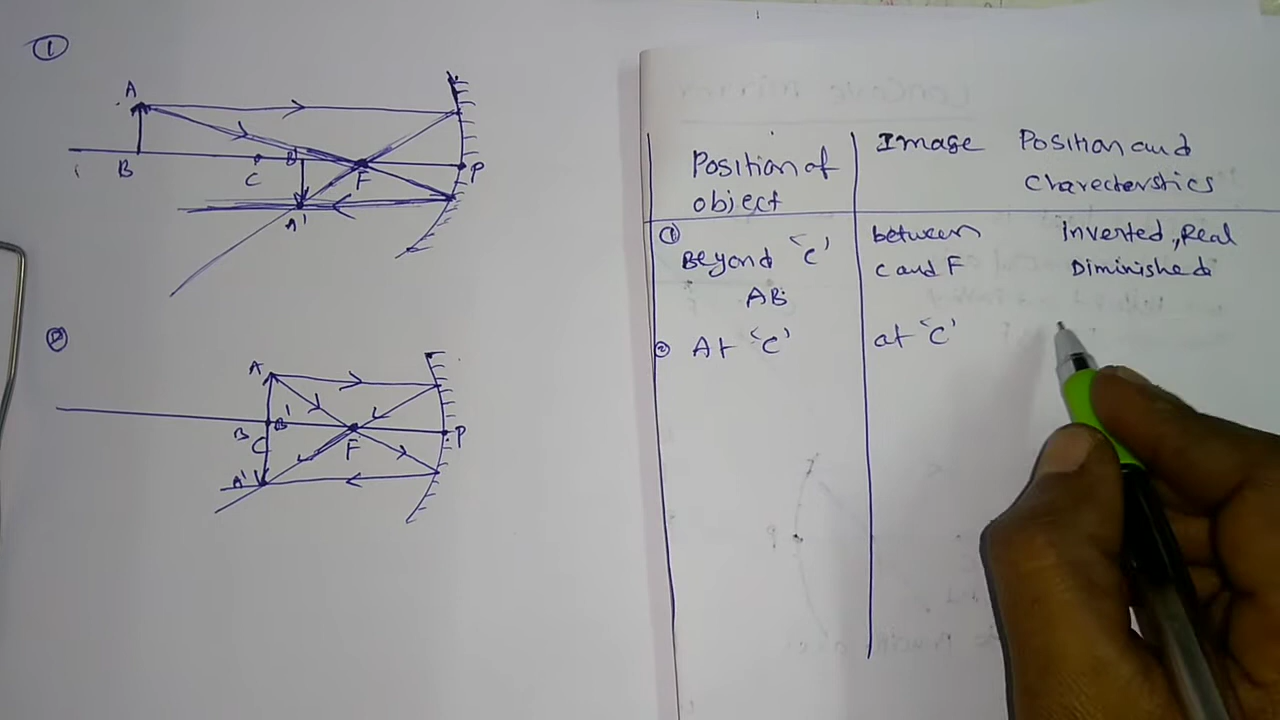 ①
A
B
C
B'
F
P
A'
②
A
B
B'
C
F
P
A'
Position of object
Image Position and
Charecterstics
① Beyond 'C'
AB
between
C and F
Inverted, Real
Diminished
② At 'C'
at 'C'